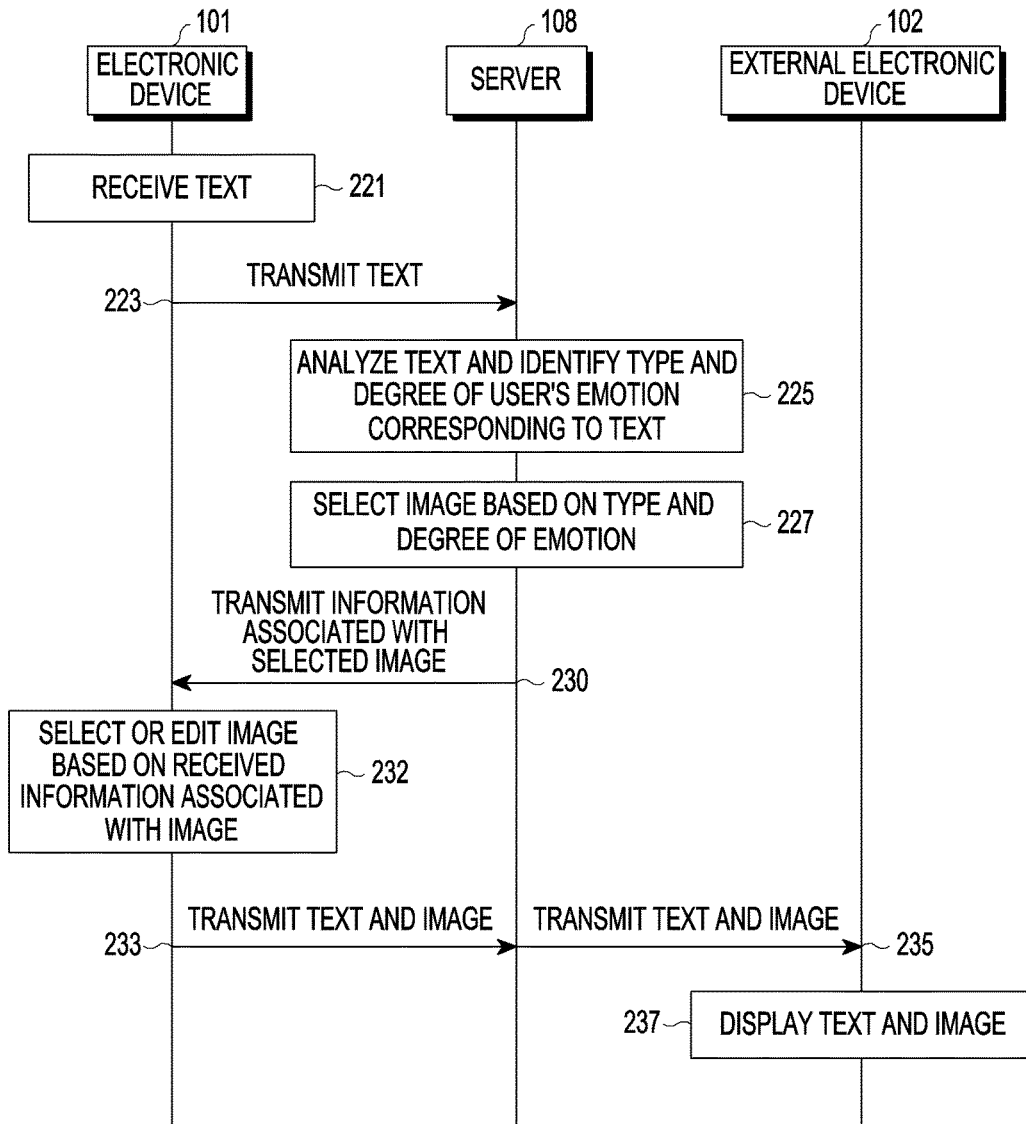 101
108
102
ELECTRONIC
DEVICE
SERVER
EXTERNAL ELECTRONIC
DEVICE
RECEIVE TEXT
221
TRANSMIT TEXT
223
ANALYZE TEXT AND IDENTIFY TYPE AND
DEGREE OF USER'S EMOTION
CORRESPONDING TO TEXT
225
SELECT IMAGE BASED ON TYPE AND
DEGREE OF EMOTION
227
TRANSMIT INFORMATION
ASSOCIATED WITH
SELECTED IMAGE
230
SELECT OR EDIT IMAGE
BASED ON RECEIVED
INFORMATION ASSOCIATED
WITH IMAGE
232
TRANSMIT TEXT AND IMAGE
TRANSMIT TEXT AND IMAGE
233
235
237
DISPLAY TEXT AND IMAGE